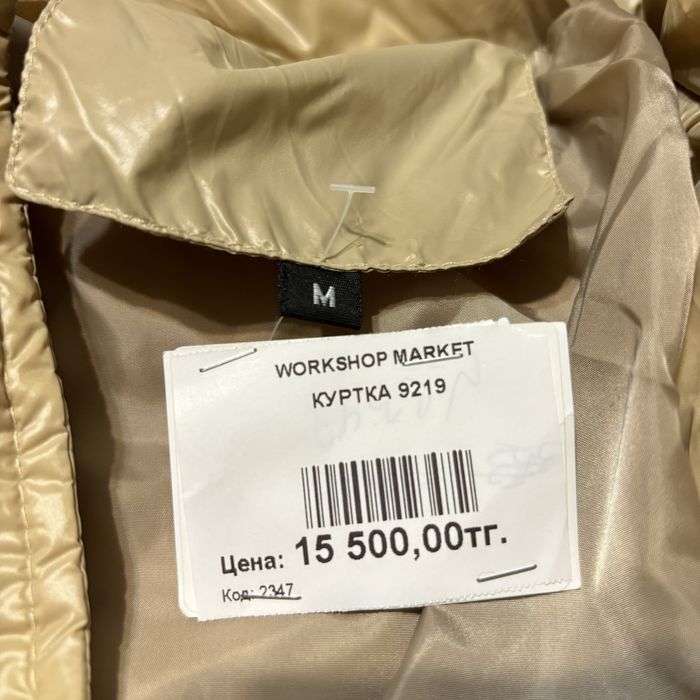 M
WORKSHOP MARKET
КУРТКА 9219
Цена: 15 500,00тг.
Код: 2347